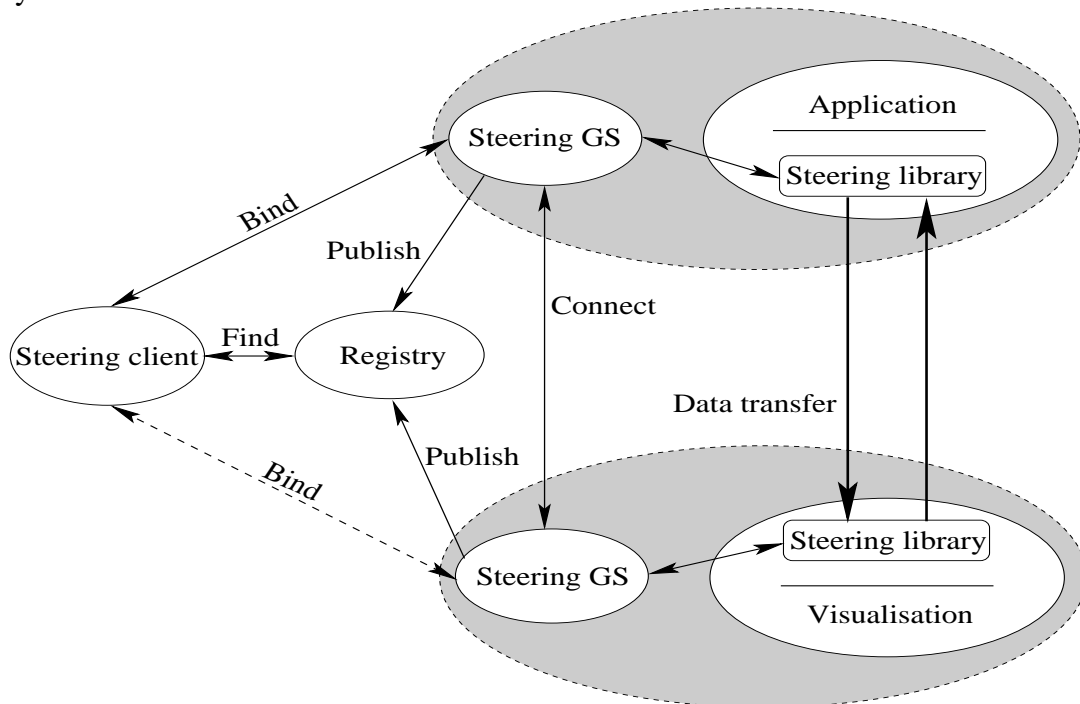 y
Application
Steering GS
Steering library
Bind
Publish
Connect
Find
Steering client
Registry
Data transfer
Publish
Bind
Steering library
Steering GS
Visualisation